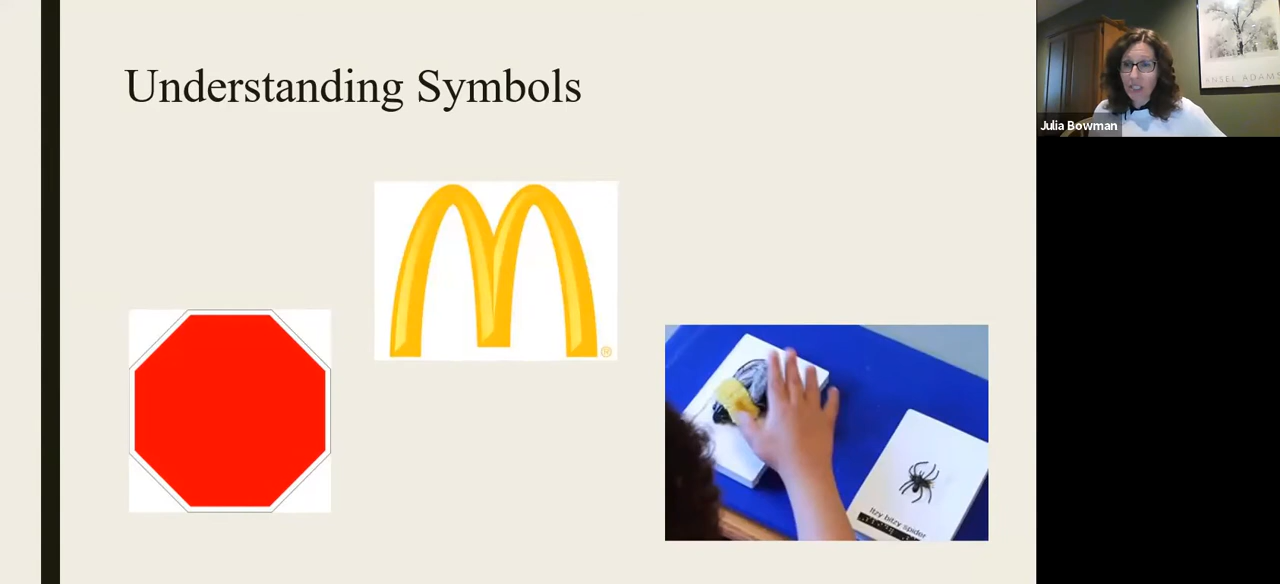 Understanding Symbols
ANSEL ADAMS
Julia Bowman
®
Itzy bitzy spider